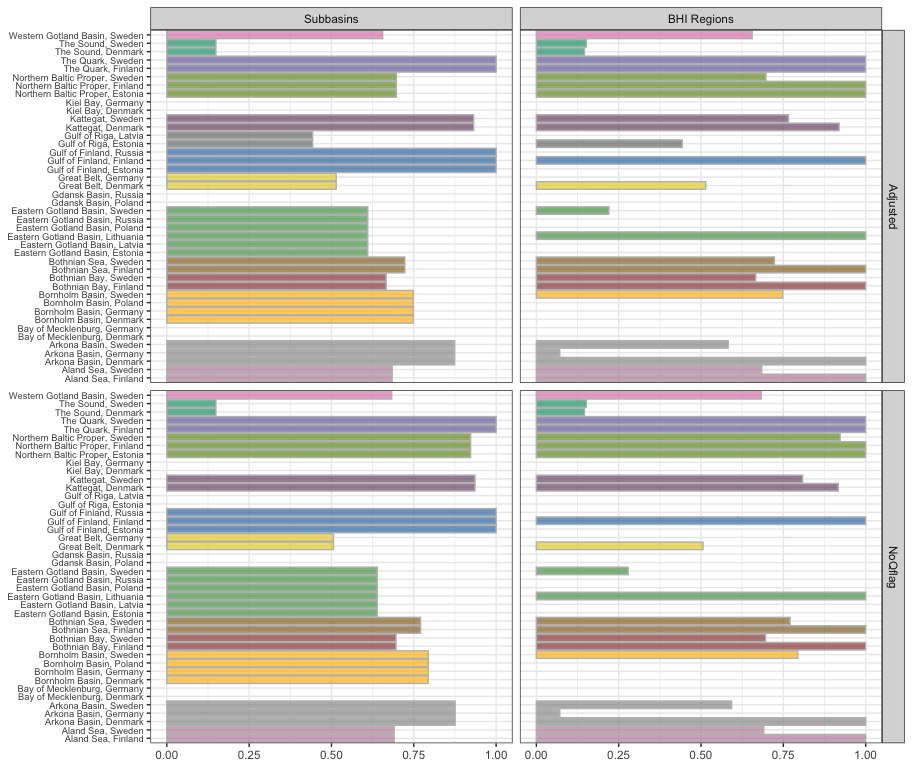 Subbasins
BHI Regions
Western Gotland Basin, Sweden
The Sound, Sweden
The Sound, Denmark
The Quark, Sweden
The Quark, Finland
Northern Baltic Proper, Sweden
Northern Baltic Proper, Finland
Northern Baltic Proper, Estonia
Kiel Bay, Germany
Kiel Bay, Denmark
Kattegat, Sweden
Kattegat, Denmark
Gulf of Riga, Latvia
Gulf of Riga, Estonia
Gulf of Finland, Russia
Gulf of Finland, Finland
Gulf of Finland, Estonia
Great Belt, Germany
Great Belt, Denmark
Gdansk Basin, Russia
Gdansk Basin, Poland
Eastern Gotland Basin, Sweden
Eastern Gotland Basin, Russia
Eastern Gotland Basin, Poland
Eastern Gotland Basin, Lithuania
Eastern Gotland Basin, Latvia
Eastern Gotland Basin, Estonia
Bothnian Sea, Sweden
Bothnian Sea, Finland
Bothnian Bay, Sweden
Bothnian Bay, Finland
Bornholm Basin, Sweden
Bornholm Basin, Poland
Bornholm Basin, Germany
Bornholm Basin, Denmark
Bay of Mecklenburg, Germany
Bay of Mecklenburg, Denmark
Arkona Basin, Sweden
Arkona Basin, Germany
Arkona Basin, Denmark
Aland Sea, Sweden
Aland Sea, Finland
Adjusted
Western Gotland Basin, Sweden
The Sound, Sweden
The Sound, Denmark
The Quark, Sweden
The Quark, Finland
Northern Baltic Proper, Sweden
Northern Baltic Proper, Finland
Northern Baltic Proper, Estonia
Kiel Bay, Germany
Kiel Bay, Denmark
Kattegat, Sweden
Kattegat, Denmark
Gulf of Riga, Latvia
Gulf of Riga, Estonia
Gulf of Finland, Russia
Gulf of Finland, Finland
Gulf of Finland, Estonia
Great Belt, Germany
Great Belt, Denmark
Gdansk Basin, Russia
Gdansk Basin, Poland
Eastern Gotland Basin, Sweden
Eastern Gotland Basin, Russia
Eastern Gotland Basin, Poland
Eastern Gotland Basin, Lithuania
Eastern Gotland Basin, Latvia
Eastern Gotland Basin, Estonia
Bothnian Sea, Sweden
Bothnian Sea, Finland
Bothnian Bay, Sweden
Bothnian Bay, Finland
Bornholm Basin, Sweden
Bornholm Basin, Poland
Bornholm Basin, Germany
Bornholm Basin, Denmark
Bay of Mecklenburg, Germany
Bay of Mecklenburg, Denmark
Arkona Basin, Sweden
Arkona Basin, Germany
Arkona Basin, Denmark
Aland Sea, Sweden
Aland Sea, Finland
NoQflag
0.00 0.25 0.50 0.75 1.00
0.00 0.25 0.50 0.75 1.00